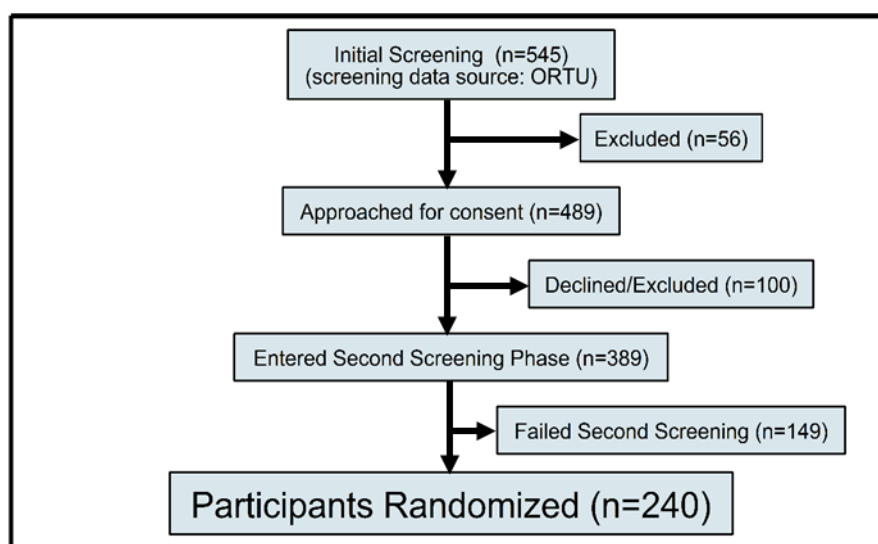 Initial Screening (n=545)
(screening data source: ORTU)
Excluded (n=56)
Approached for consent (n=489)
Declined/Excluded (n=100)
Entered Second Screening Phase (n=389)
Failed Second Screening (n=149)
Participants Randomized (n=240)